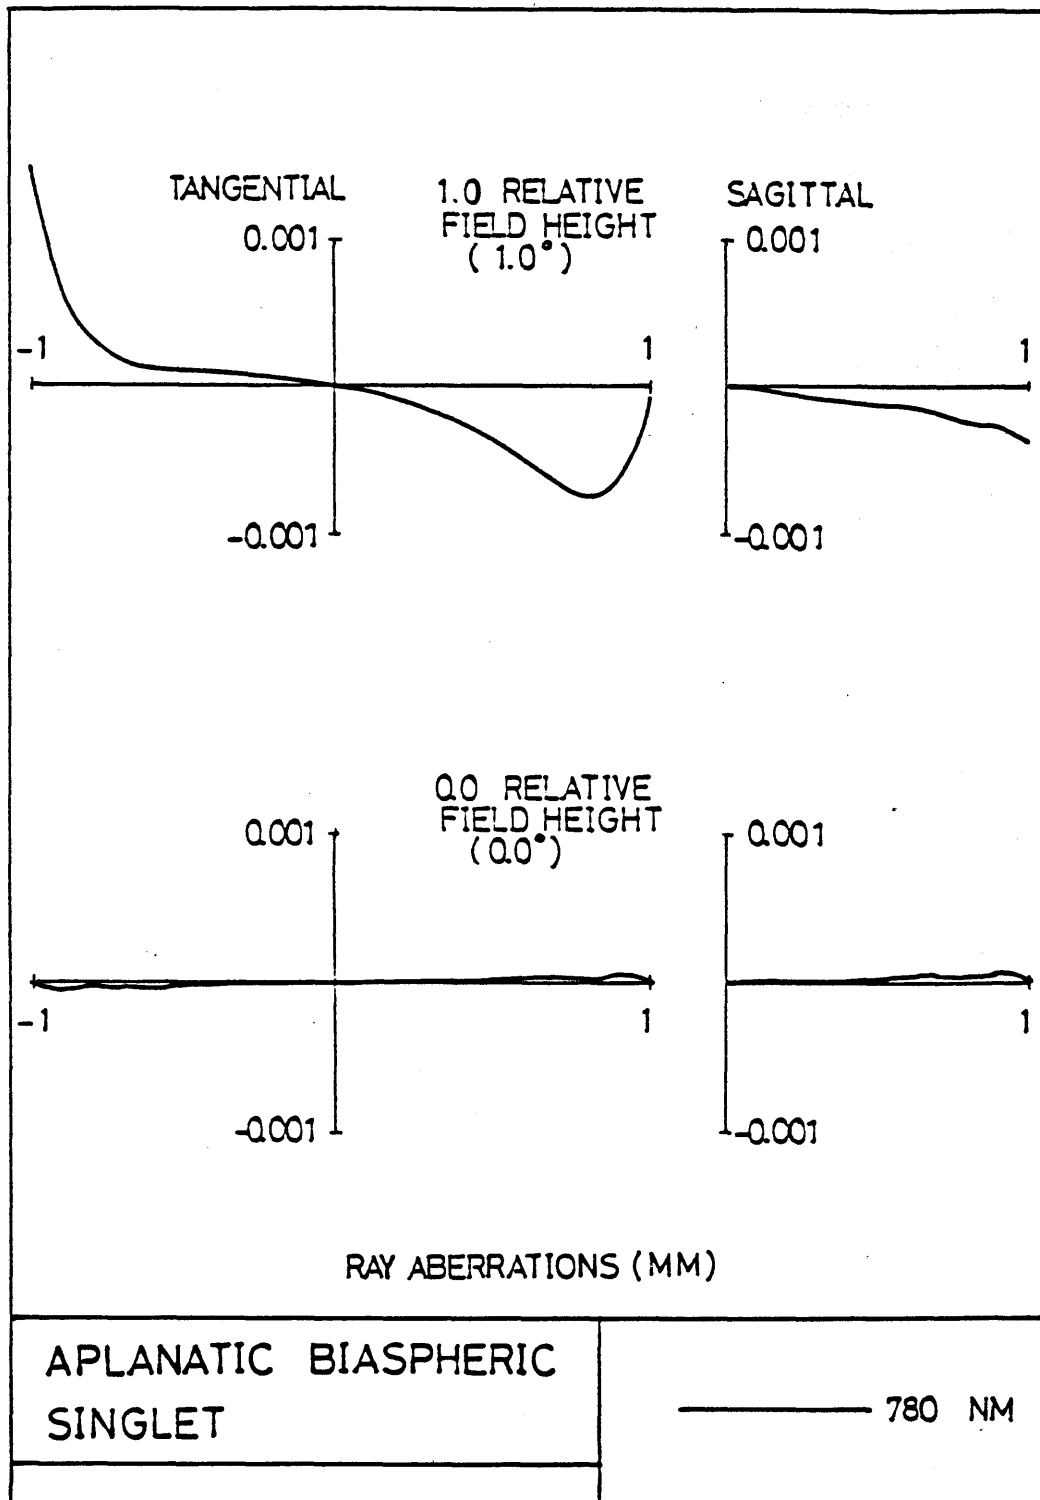 TANGENTIAL
1.0 RELATIVE
FIELD HEIGHT
( 1.0° )
SAGITTAL
0.001
0.001
-1
1
1
-0.001
-0.001
0.0 RELATIVE
FIELD HEIGHT
( 0.0° )
0.001
0.001
-1
1
1
-0.001
-0.001
RAY ABERRATIONS (MM)
APLANATIC BIASPHERIC
SINGLET
780 NM